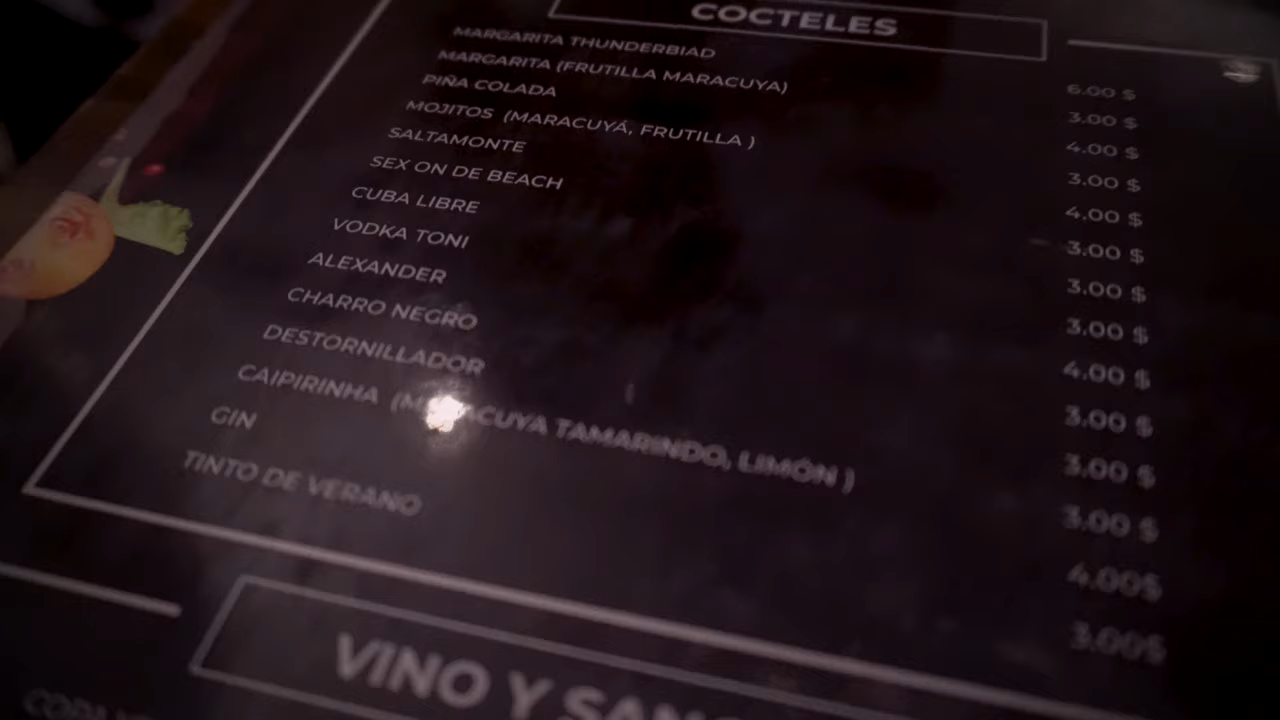 COCTELES
MARGARITA THUNDERBIAD 6.00 $
MARGARITA (FRUTILLA MARACUYA) 3.00 $
PIÑA COLADA 4.00 $
MOJITOS (MARACUYÁ, FRUTILLA ) 3.00 $
SALTAMONTE 4.00 $
SEX ON DE BEACH 3.00 $
CUBA LIBRE 3.00 $
VODKA TONI 3.00 $
ALEXANDER 4.00 $
CHARRO NEGRO 3.00 $
DESTORNILLADOR 3.00 $
CAIPIRINHA (MARACUYA TAMARINDO, LIMÓN ) 3.00 $
GIN 4.00$
TINTO DE VERANO 3.00$
VINO Y